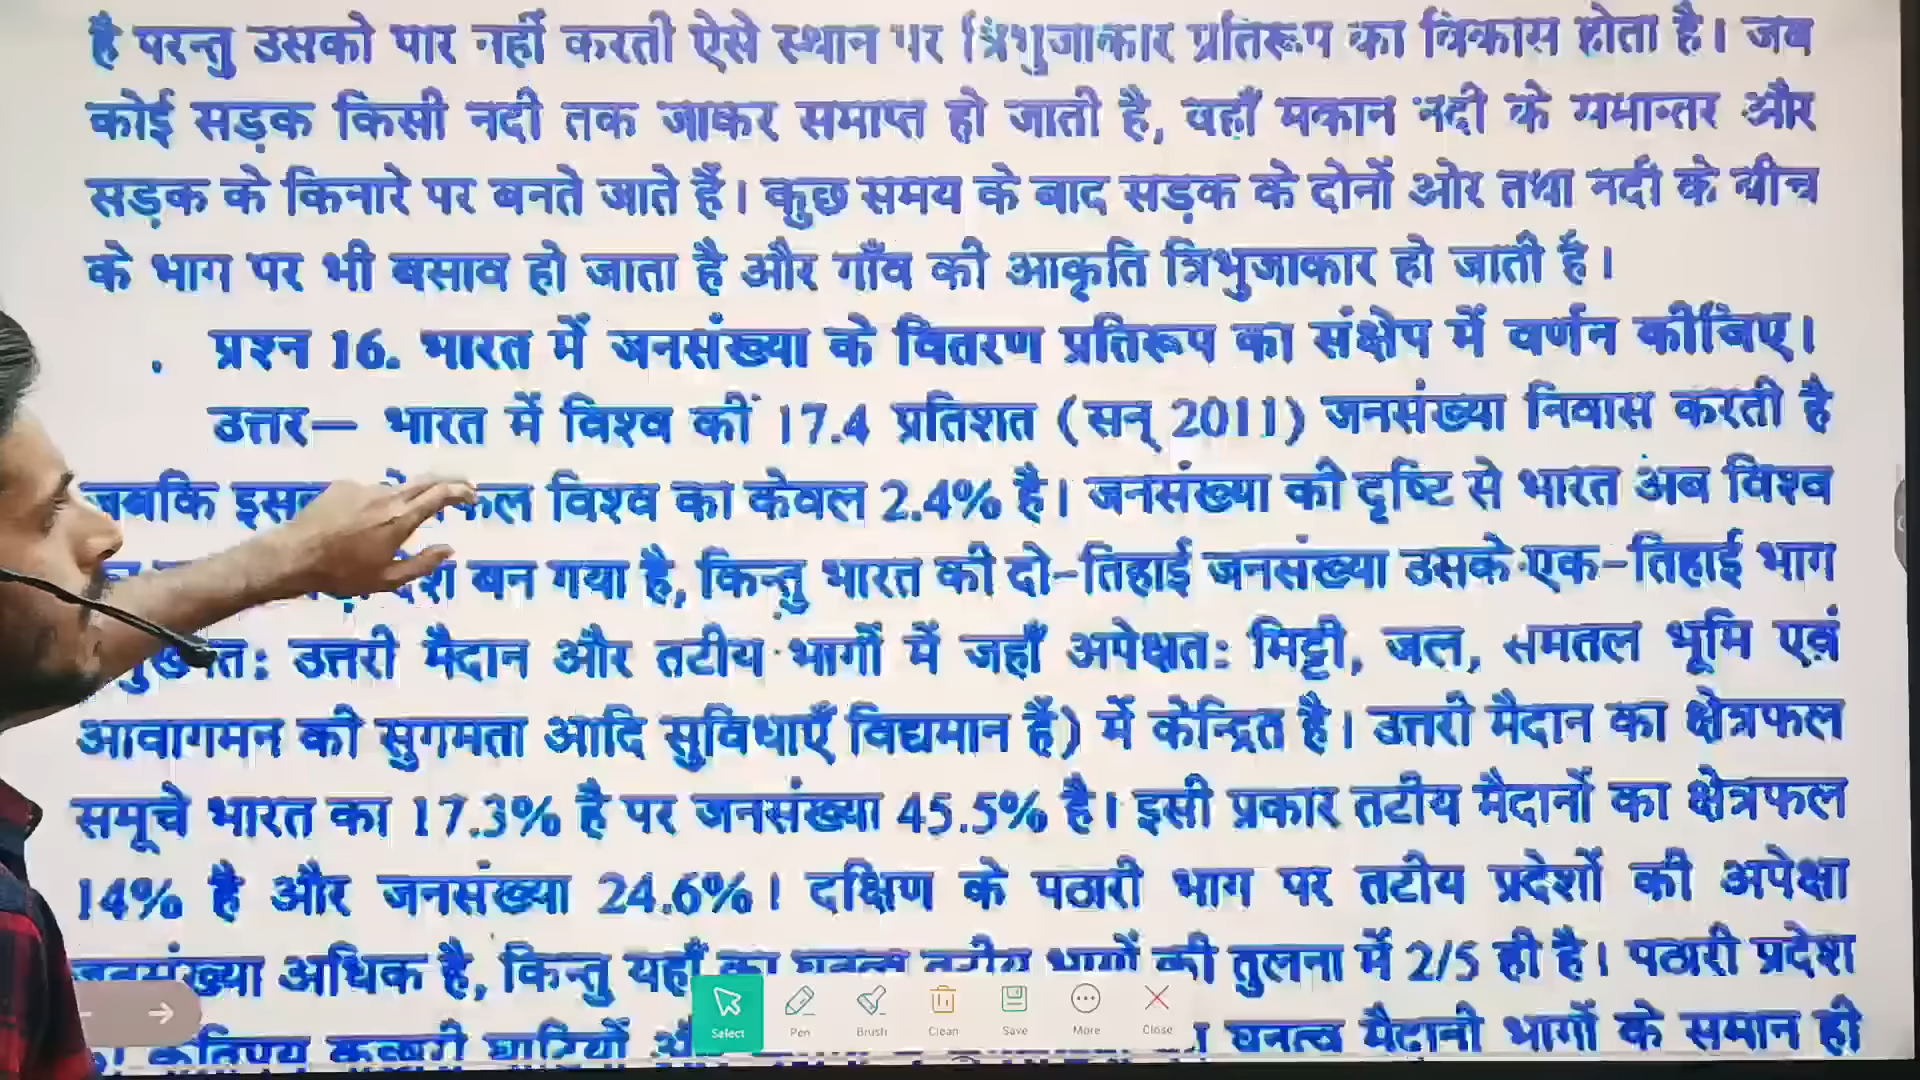 है परन्तु उसको पार नहीं करती ऐसे स्थान पर त्रिभुजाकार प्रतिरूप का विकास होता है। जब
कोई सड़क किसी नदी तक जाकर समाप्त हो जाती है, वहाँ मकान नदी के समान्तर और
सड़क के किनारे पर बनते जाते हैं। कुछ समय के बाद सड़क के दोनों ओर तथा नदी के बीच
के भाग पर भी बसाव हो जाता है और गाँव की आकृति त्रिभुजाकार हो जाती है।
प्रश्न 16. भारत में जनसंख्या के वितरण प्रतिरूप का संक्षेप में वर्णन कीजिए।
उत्तर— भारत में विश्व की 17.4 प्रतिशत (सन् 2011) जनसंख्या निवास करती है
जबकि विश्व का केवल 2.4% है। जनसंख्या की दृष्टि से भारत अब विश्व
देश बन गया है, किन्तु भारत की दो-तिहाई जनसंख्या उसके एक-तिहाई भाग
उत्तरी मैदान और तटीय भागों में जहाँ अपेक्षत: मिट्टी, जल, समतल भूमि एवं
आवागमन की सुगमता आदि सुविधाएँ विद्यमान हैं) में केन्द्रित है। उत्तरी मैदान का क्षेत्रफल
समूचे भारत का 17.3% है पर जनसंख्या 45.5% है। इसी प्रकार तटीय मैदानों का क्षेत्रफल
14% है और जनसंख्या 24.6%। दक्षिण के पठारी भाग पर तटीय प्रदेशों की अपेक्षा
जनसंख्या अधिक है, किन्तु यहाँ का घनत्व तटीय भागों की तुलना में 2/5 ही है। पठारी प्रदेश
घनत्व मैदानी भागों के समान ही
Select Pen Brush Clean Save More Close